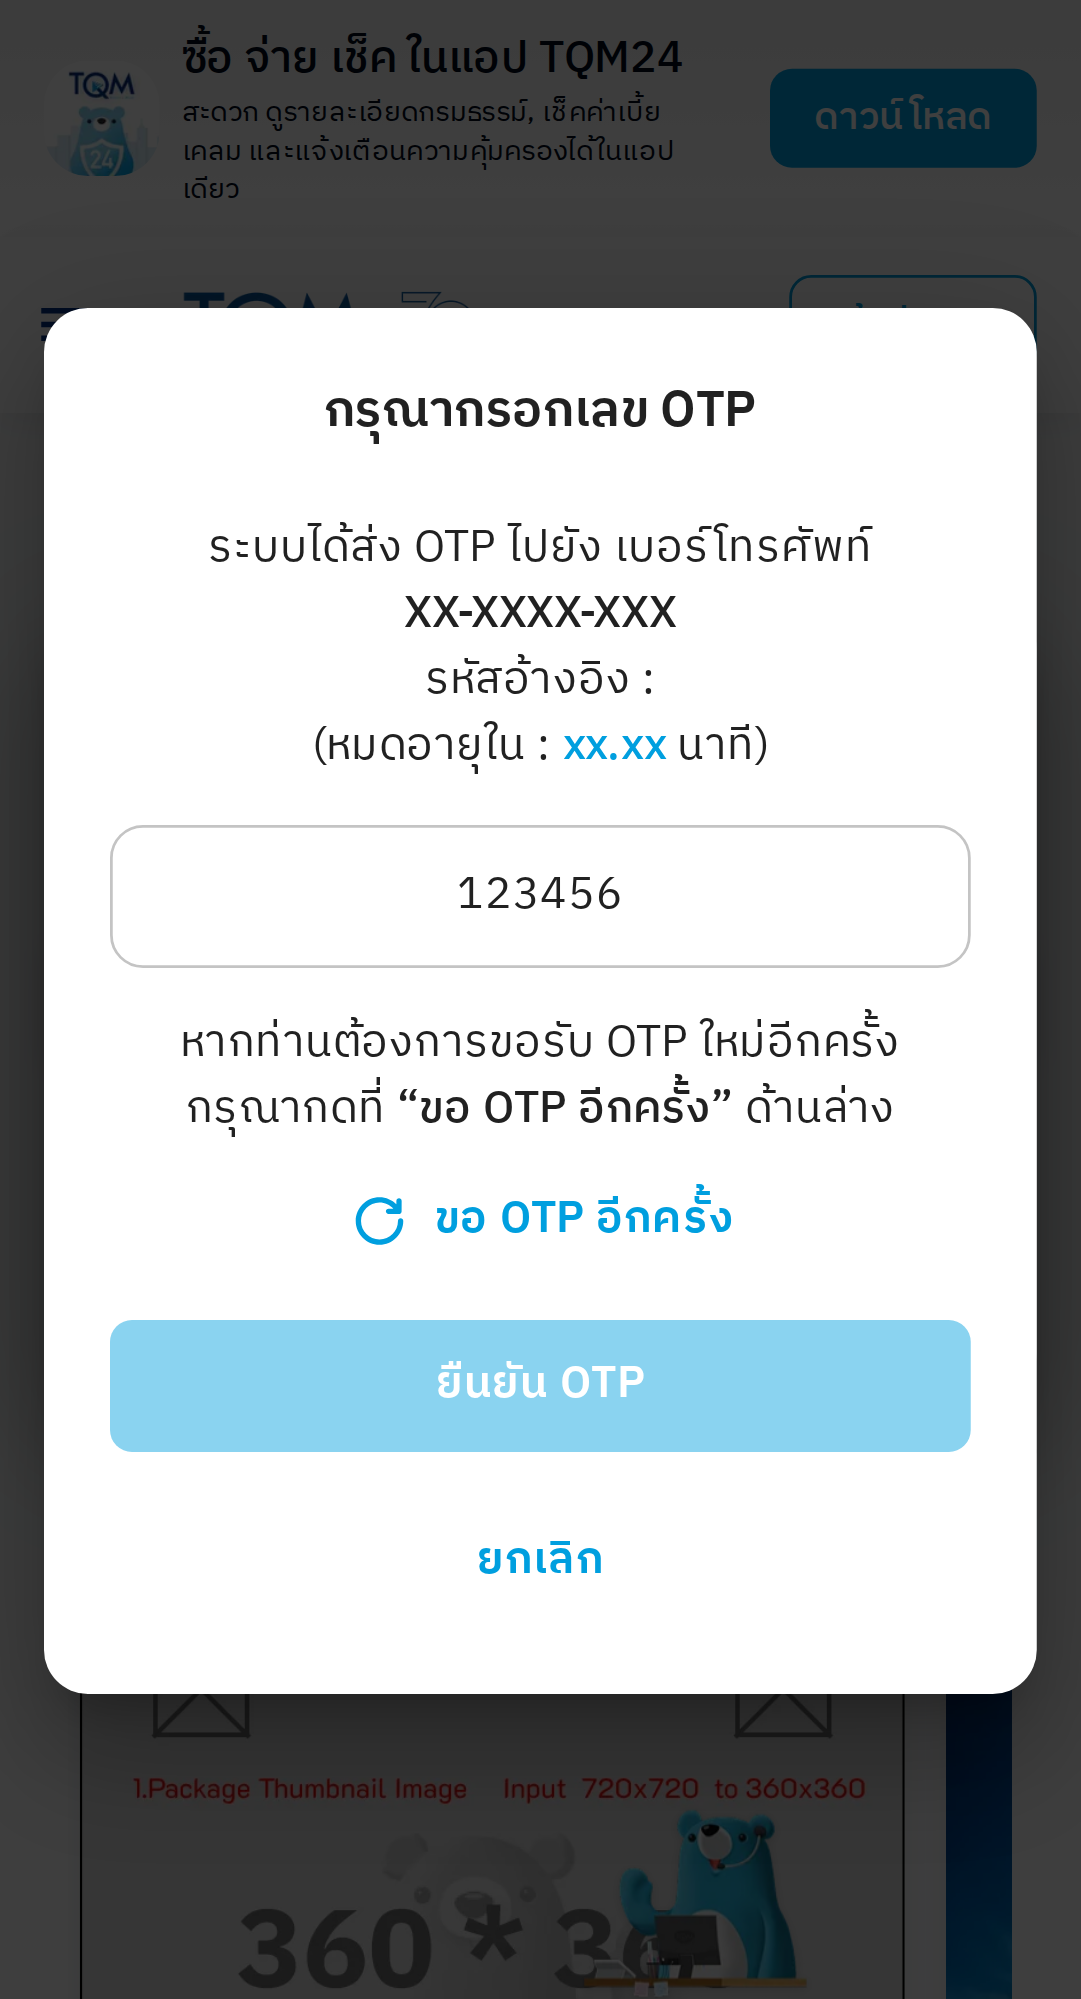 ซื้อ จ่าย เช็ค ในแอป TQM24
TQM
24
สะดวก ดูรายละเอียดกรมธรรม์, เช็คค่าเบี้ย
เคลม และแจ้งเตือนความคุ้มครองได้ในแอป
เดียว
ดาวน์โหลด
TQM
กรุณากรอกเลข OTP
ระบบได้ส่ง OTP ไปยัง เบอร์โทรศัพท์
XX-XXXX-XXX
รหัสอ้างอิง :
(หมดอายุใน : xx.xx นาที)
123456
หากท่านต้องการขอรับ OTP ใหม่อีกครั้ง
กรุณากดที่ “ขอ OTP อีกครั้ง” ด้านล่าง
ขอ OTP อีกครั้ง
ยืนยัน OTP
ยกเลิก
1.Package Thumbnail Image Input 720x720 to 360x360
360 * 36